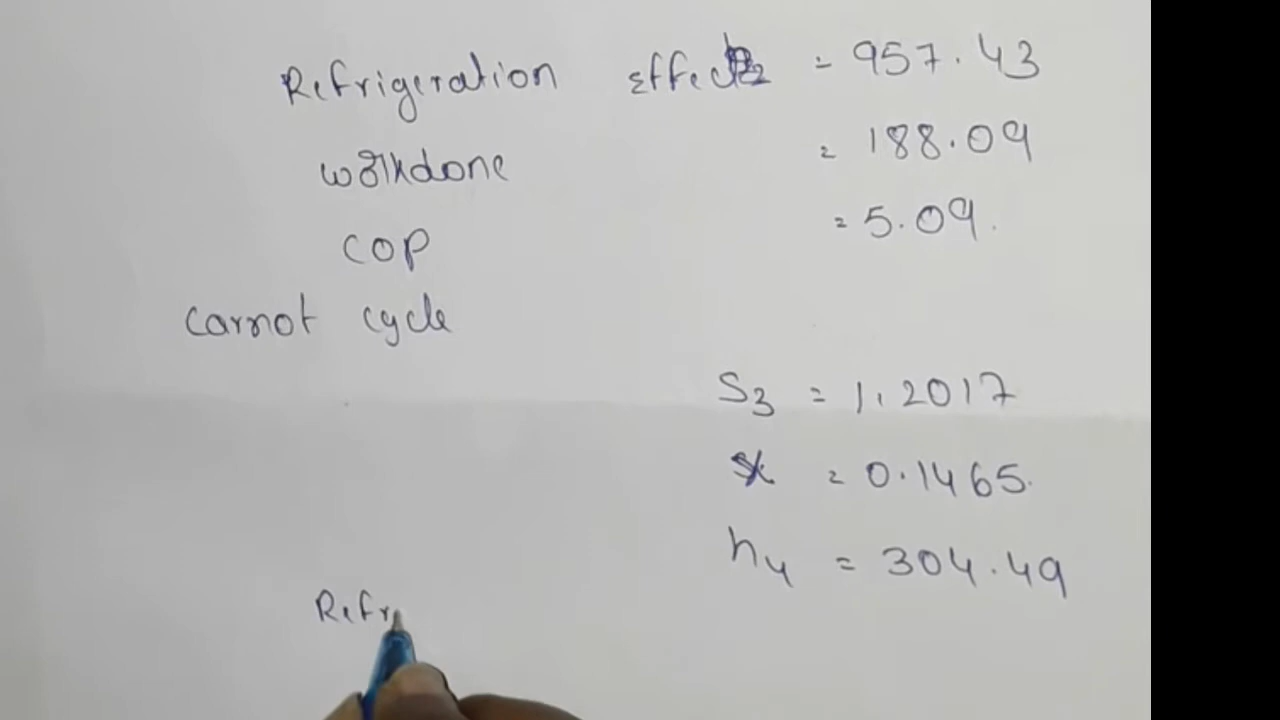 Refrigeration effect = 957.43
workdone = 188.09
COP = 5.09.
Carnot cycle
S3 = 1.2017
x = 0.1465.
h4 = 304.49
Refr